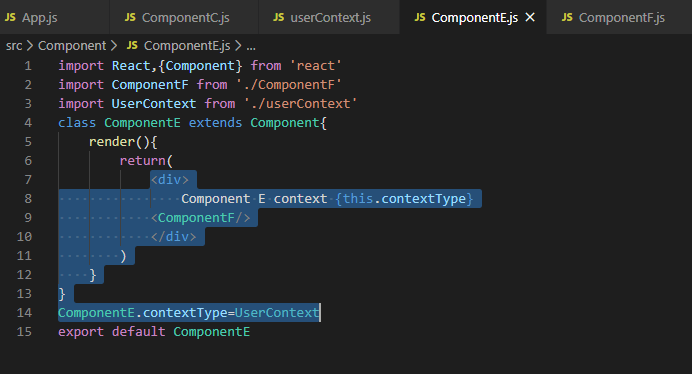 JS App.js JS ComponentC.js JS userContext.js JS ComponentE.js × JS ComponentF.js
src > Component > JS ComponentE.js > ...
1 import React,{Component} from 'react'
2 import ComponentF from './ComponentF'
3 import UserContext from './userContext'
4 class ComponentE extends Component{
5 render(){
6 return(
7 <div>
8 Component E context {this.contextType}
9 <ComponentF/>
10 </div>
11 )
12 }
13 }
14 ComponentE.contextType=UserContext
15 export default ComponentE